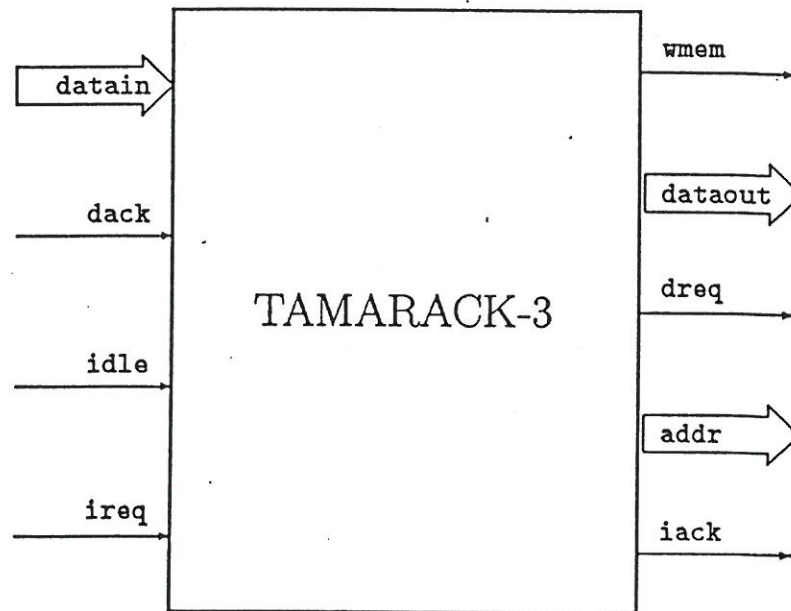 datain
dack
idle
ireq
TAMARACK-3
wmem
dataout
dreq
addr
iack